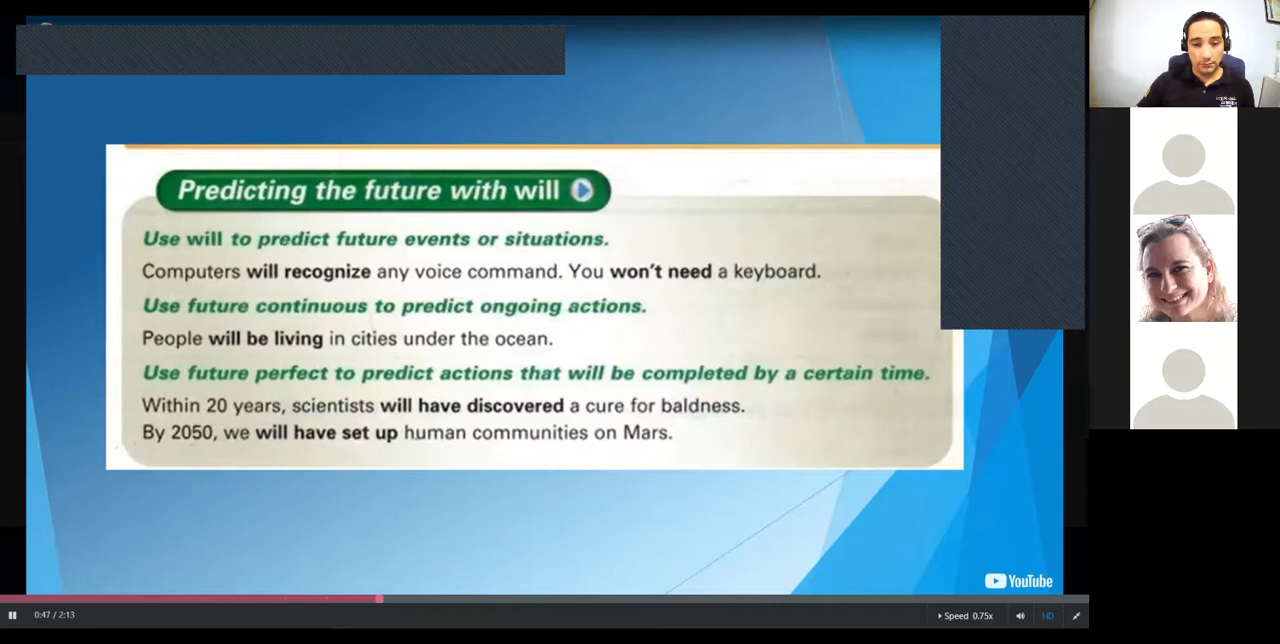 Predicting the future with will
Use will to predict future events or situations.
Computers will recognize any voice command. You won't need a keyboard.
Use future continuous to predict ongoing actions.
People will be living in cities under the ocean.
Use future perfect to predict actions that will be completed by a certain time.
Within 20 years, scientists will have discovered a cure for baldness.
By 2050, we will have set up human communities on Mars.
YouTube
0:47 / 2:13
Speed 0.75x
HD